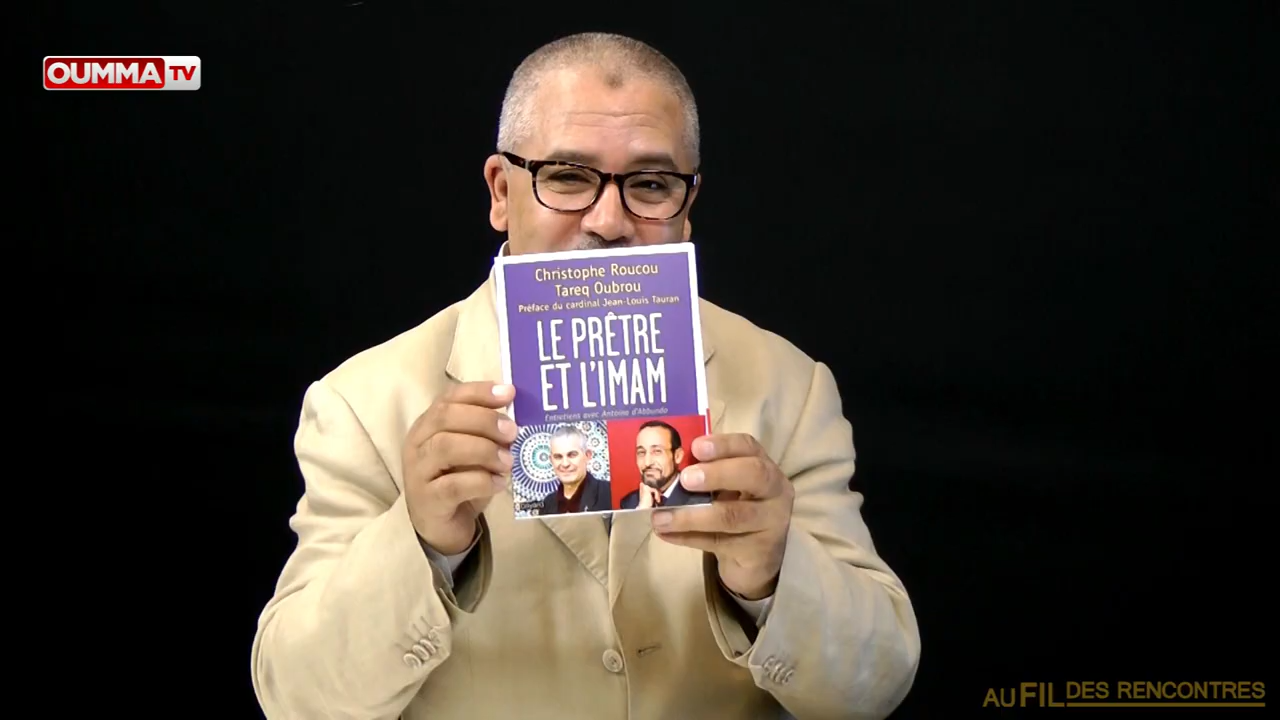 OUMMA TV
Christophe Roucou
Tareq Oubrou
Préface du cardinal Jean-Louis Tauran
LE PRÊTRE
ET L'IMAM
Entretiens avec Antoine d'Abbundo
bayard
AU FIL DES RENCONTRES